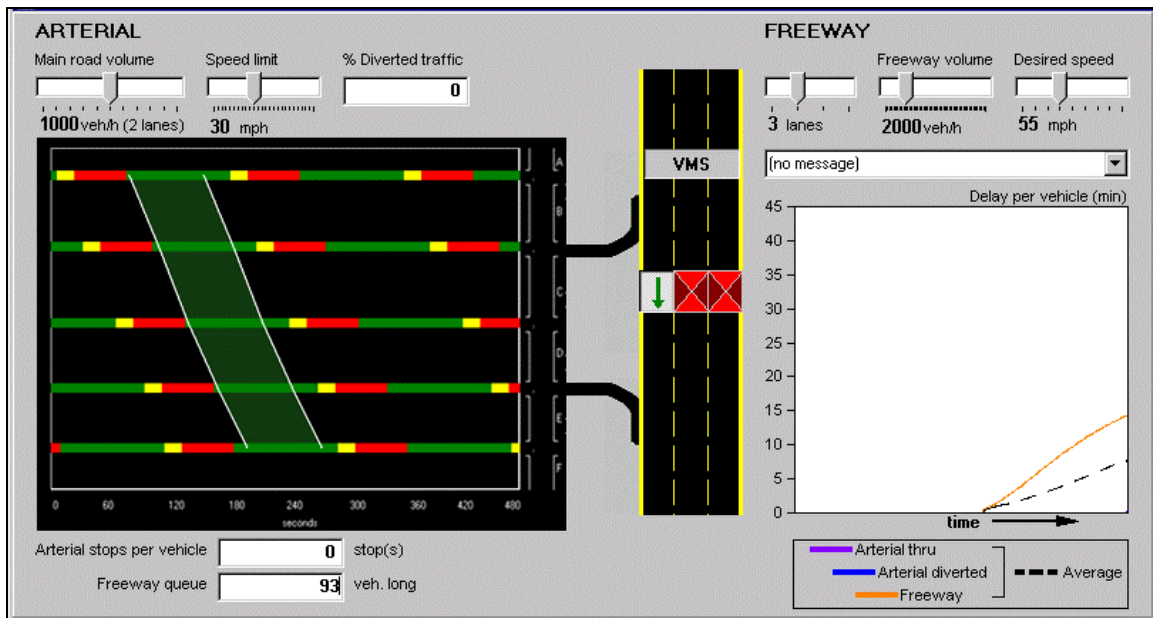 ARTERIAL
Main road volume
Speed limit
% Diverted traffic
0
1000 veh/h (2 lanes)
30 mph
A
B
C
D
E
F
0 60 120 180 240 300 360 420 480
seconds
Arterial stops per vehicle 0 stop(s)
Freeway queue 93 veh. long
VMS
FREEWAY
Freeway volume
Desired speed
3 lanes
2000 veh/h
55 mph
(no message)
Delay per vehicle (min)
45
40
35
30
25
20
15
10
5
0
time
Arterial thru
Arterial diverted
Average
Freeway